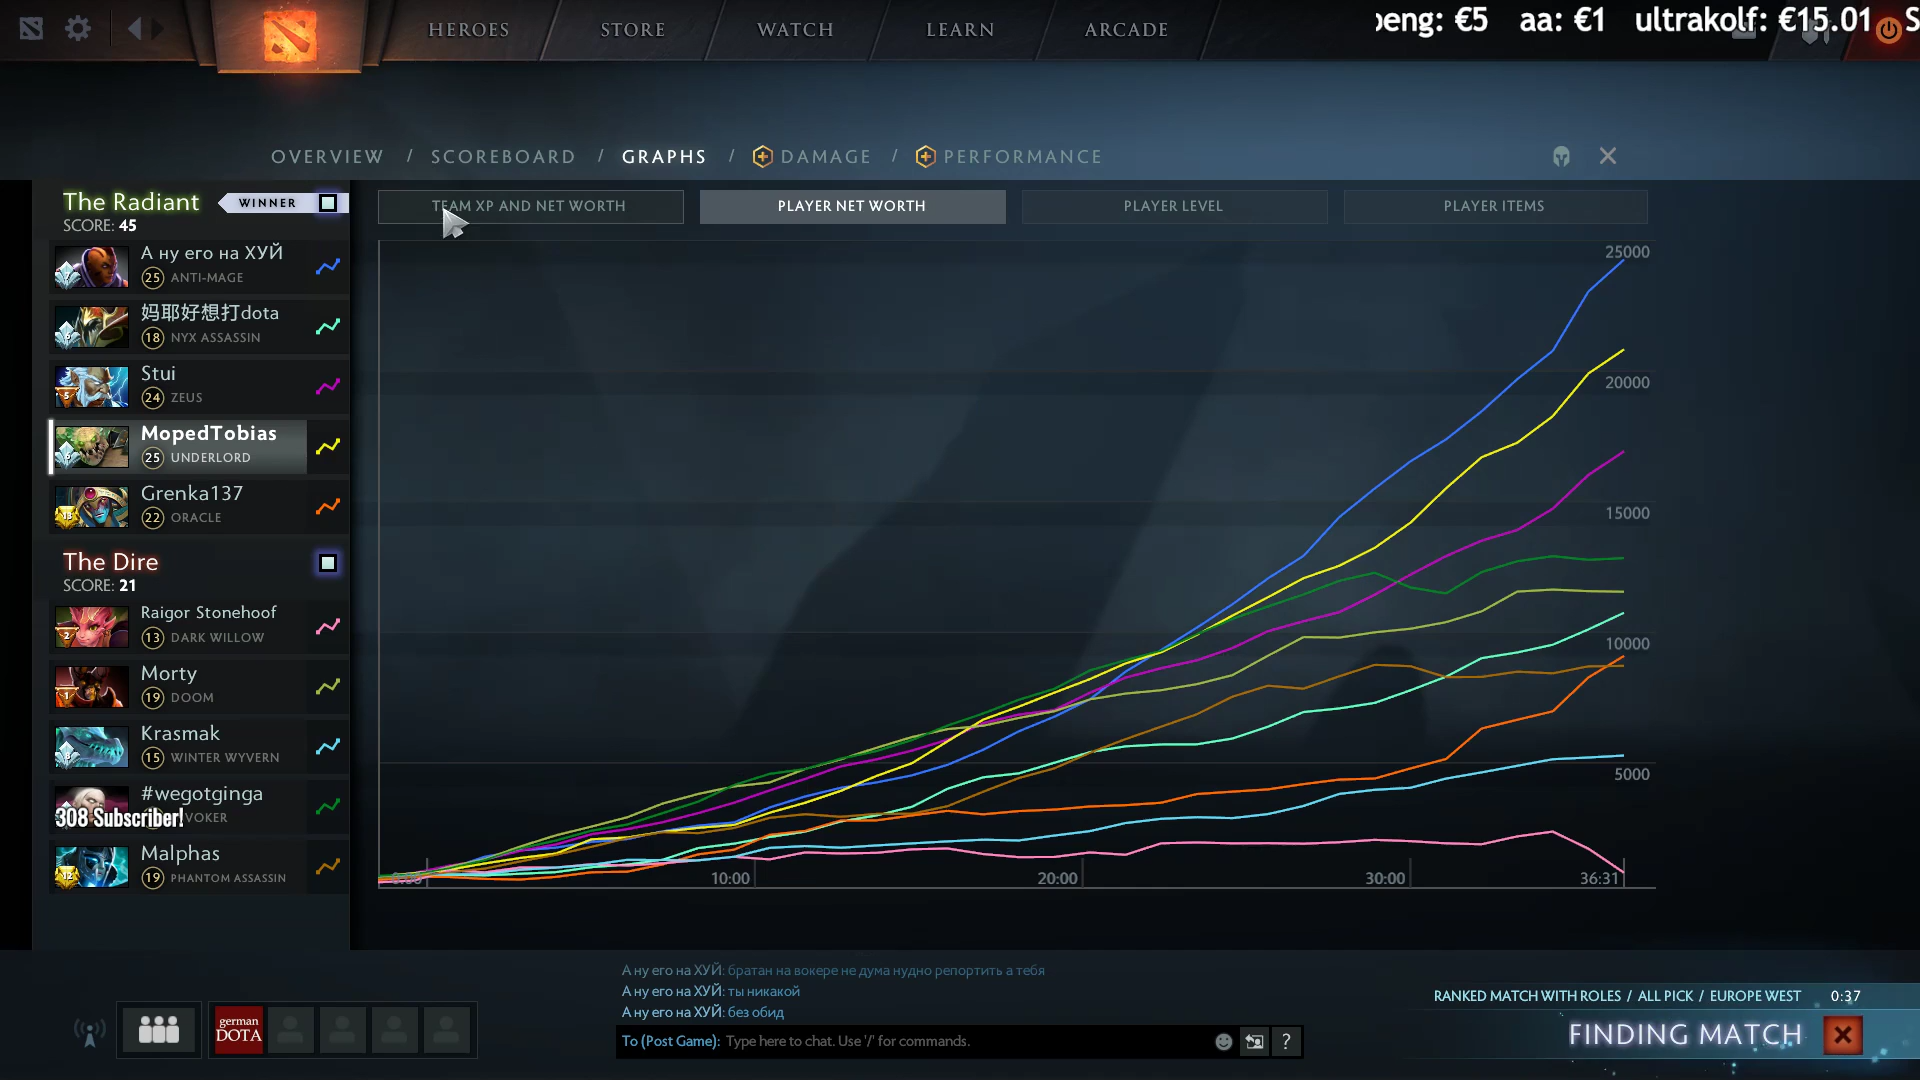 HEROES STORE WATCH LEARN ARCADE
peng: €5 aa: €1 ultrakolf: €15.01 S
OVERVIEW / SCOREBOARD / GRAPHS / DAMAGE / PERFORMANCE
The Radiant WINNER
SCORE: 45
А ну его на ХУЙ
25 ANTI-MAGE
妈耶好想打dota
18 NYX ASSASSIN
Stui
5
24 ZEUS
MopedTobias
25 UNDERLORD
Grenka137
13
22 ORACLE
The Dire
SCORE: 21
Raigor Stonehoof
2
13 DARK WILLOW
Morty
1
19 DOOM
Krasmak
15 WINTER WYVERN
#wegotginga
308 Subscriber! VOKER
Malphas
12
19 PHANTOM ASSASSIN
TEAM XP AND NET WORTH
PLAYER NET WORTH
PLAYER LEVEL
PLAYER ITEMS
25000
20000
15000
10000
5000
10:00 20:00 30:00 36:31
А ну его на ХУЙ: братан на вокере не дума нудно репортить а тебя
А ну его на ХУЙ: ты никакой
А ну его на ХУЙ: без обид
To (Post Game): Type here to chat. Use '/' for commands.
?
german
DOTA
RANKED MATCH WITH ROLES / ALL PICK / EUROPE WEST 0:37
FINDING MATCH